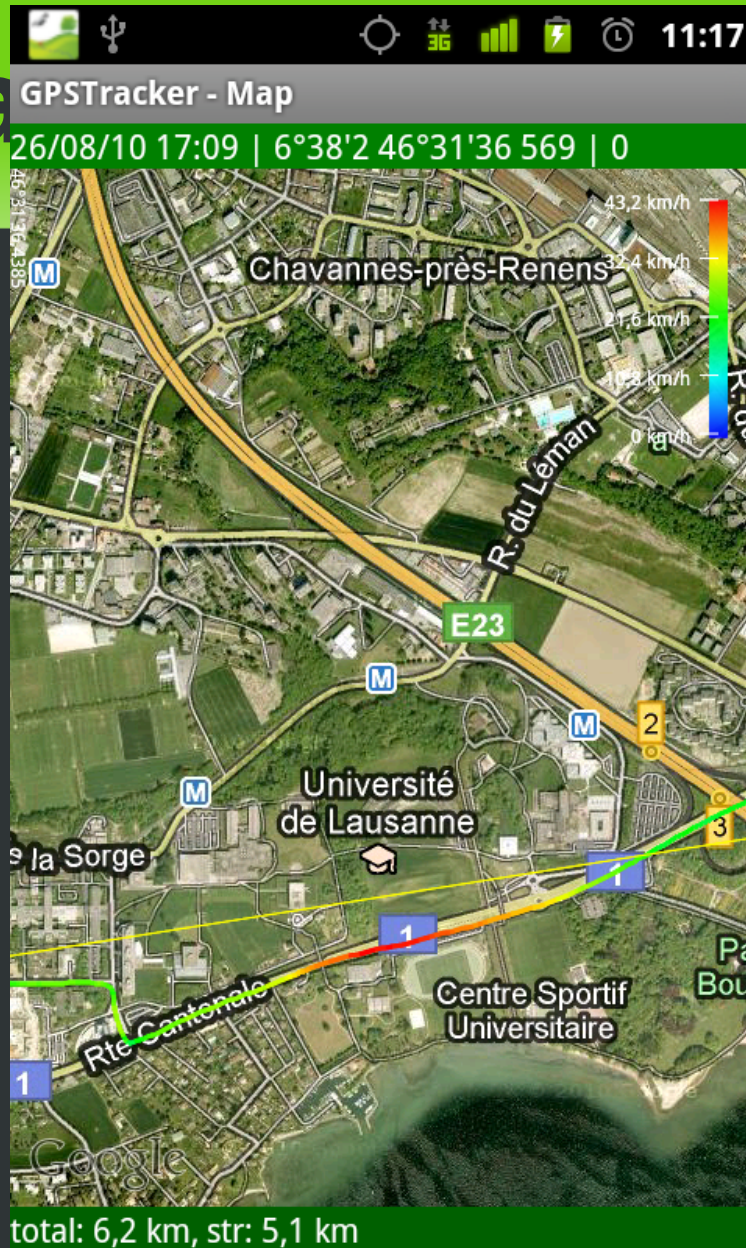 3G 11:17
GPSTracker - Map
26/08/10 17:09 | 6°38'2 46°31'36 569 | 0
43,2 km/h
M
Chavannes-près-Renens
32,4 km/h
21,6 km/h
10,8 km/h
0 km/h
R. du Léman
E23
M
M
2
M
Université
de Lausanne
3
la Sorge
1
1
Centre Sportif
Universitaire
Rte Cantonale
1
Google
total: 6,2 km, str: 5,1 km